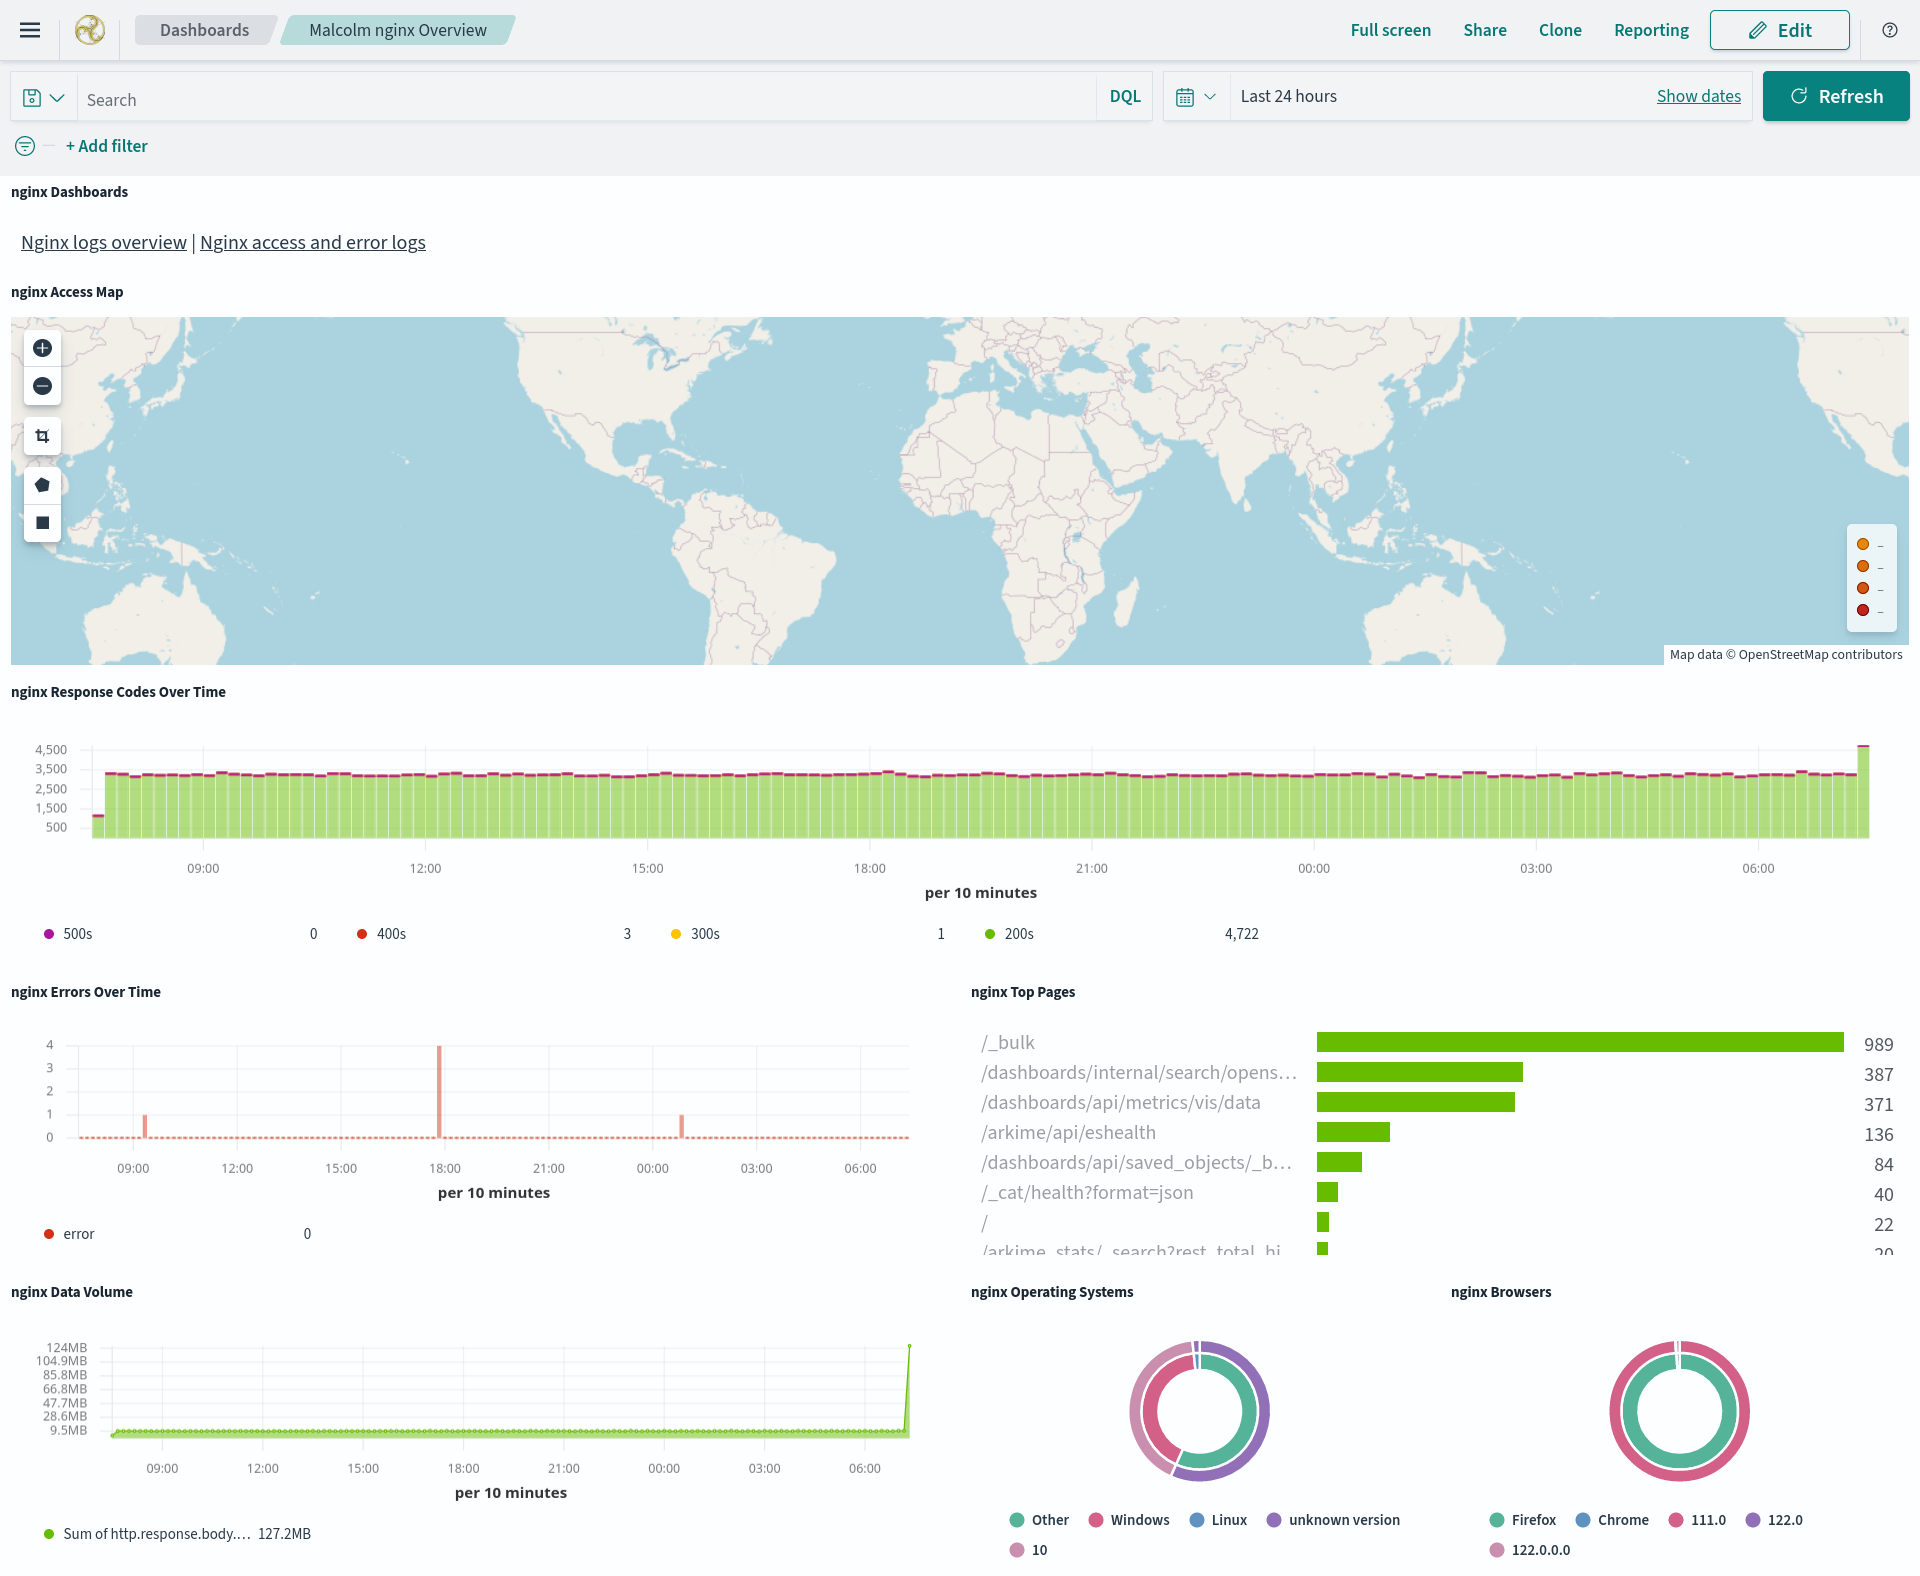 Dashboards
Malcolm nginx Overview
Full screen
Share
Clone
Reporting
Edit
Search
DQL
Last 24 hours
Show dates
Refresh
+ Add filter
nginx Dashboards
Nginx logs overview | Nginx access and error logs
nginx Access Map
–
–
–
–
Map data © OpenStreetMap contributors
nginx Response Codes Over Time
4,500
3,500
2,500
1,500
500
09:00 12:00 15:00 18:00 21:00 00:00 03:00 06:00
per 10 minutes
500s 0 400s 3 300s 1 200s 4,722
nginx Errors Over Time
4
3
2
1
0
09:00 12:00 15:00 18:00 21:00 00:00 03:00 06:00
per 10 minutes
error 0
nginx Top Pages
/_bulk 989
/dashboards/internal/search/opens… 387
/dashboards/api/metrics/vis/data 371
/arkime/api/eshealth 136
/dashboards/api/saved_objects/_b… 84
/_cat/health?format=json 40
/ 22
/arkime_stats/_search?rest_total_hi 20
nginx Data Volume
124MB
104.9MB
85.8MB
66.8MB
47.7MB
28.6MB
9.5MB
09:00 12:00 15:00 18:00 21:00 00:00 03:00 06:00
per 10 minutes
Sum of http.response.body.… 127.2MB
nginx Operating Systems
Other Windows Linux unknown version
10
nginx Browsers
Firefox Chrome 111.0 122.0
122.0.0.0